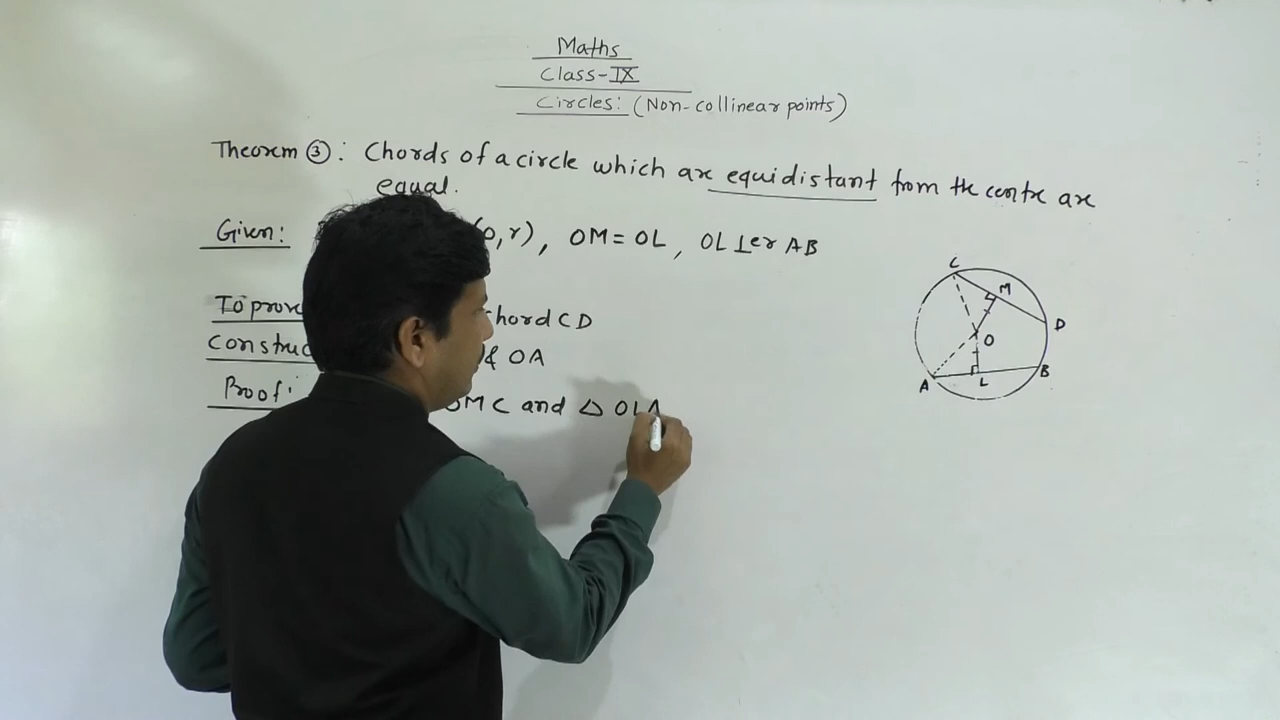 Maths
Class-IX
Circles: (Non-collinear points)
Theorem ③: Chords of a circle which are equidistant from the centre are
equal.
Given: (O,r), OM=OL, OL⊥er AB
To prove chord CD
Construc & OA
Proof: OMC and △ OLA
C
M
D
O
A
L
B